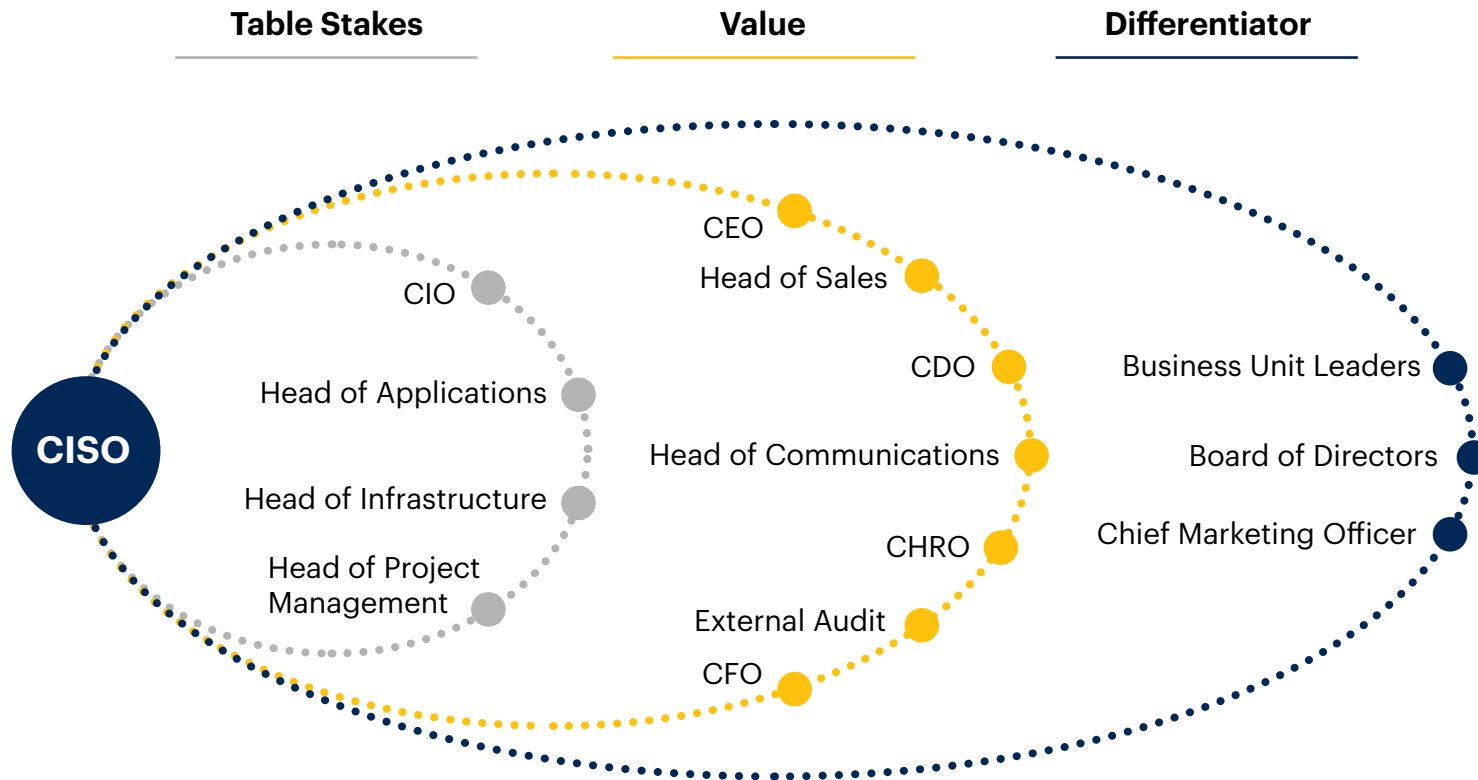 Table Stakes
Value
Differentiator
CEO
Head of Sales
CIO
CDO
Business Unit Leaders
Head of Applications
CISO
Head of Communications
Board of Directors
Head of Infrastructure
Chief Marketing Officer
CHRO
Head of Project
Management
External Audit
CFO